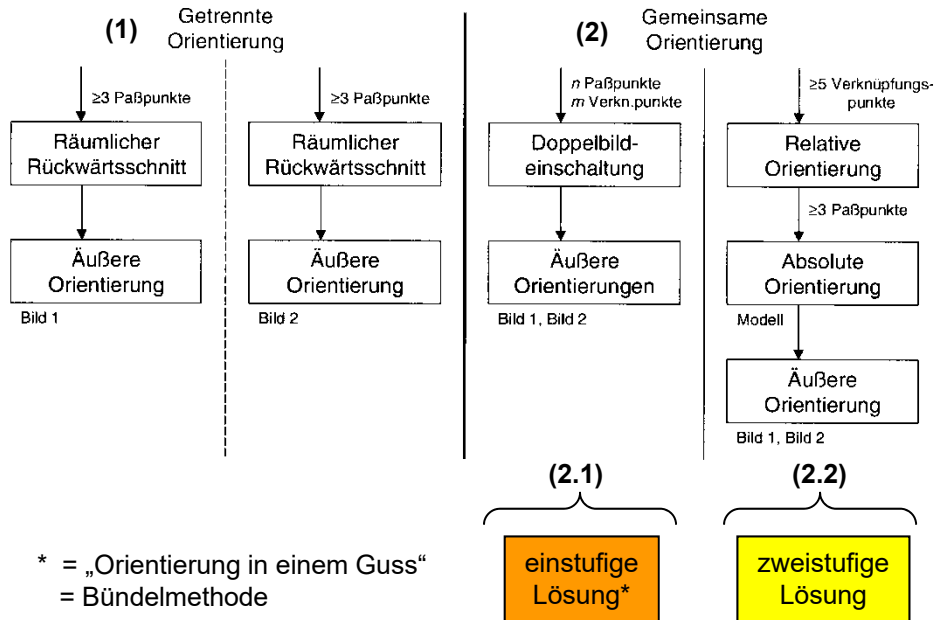 (1)
Getrennte
Orientierung
≥3 Paßpunkte
Räumlicher
Rückwärtsschnitt
Äußere
Orientierung
Bild 1
≥3 Paßpunkte
Räumlicher
Rückwärtsschnitt
Äußere
Orientierung
Bild 2
(2)
Gemeinsame
Orientierung
n Paßpunkte
m Verkn.punkte
Doppelbild-
einschaltung
Äußere
Orientierungen
Bild 1, Bild 2
≥5 Verknüpfungs-
punkte
Relative
Orientierung
≥3 Paßpunkte
Absolute
Orientierung
Modell
Äußere
Orientierung
Bild 1, Bild 2
(2.1)
einstufige
Lösung*
(2.2)
zweistufige
Lösung
* = „Orientierung in einem Guss“
= Bündelmethode